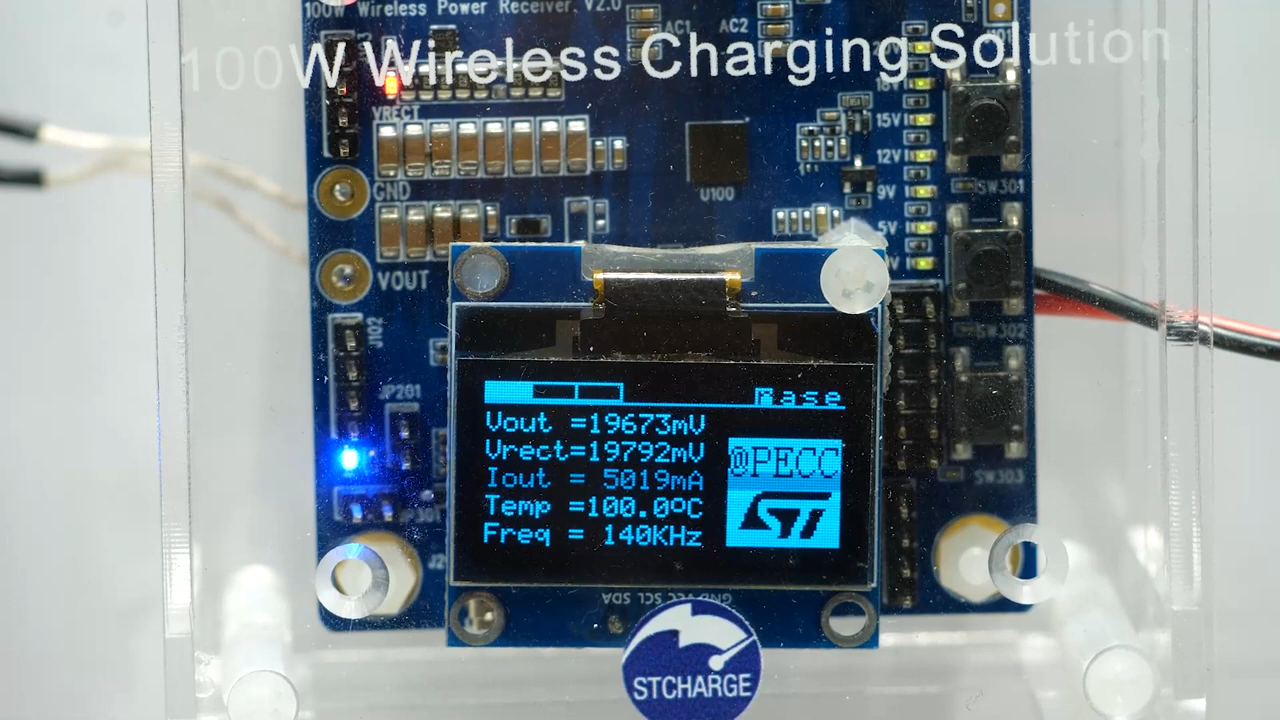 100W Wireless Power Receiver. V2.0
AC1 AC2
100W Wireless Charging Solution
18V
VRECT
15V
12V
U100
SW301
GND
9V
5V
VOUT
J102
SW302
JP201
Base
Vout =19673mV
Vrect=19792mV
@PECC
Iout = 5019mA
SW303
Temp =100.0ºC
ST
Freq = 140KHz
GND VCC SCL SDA
STCHARGE